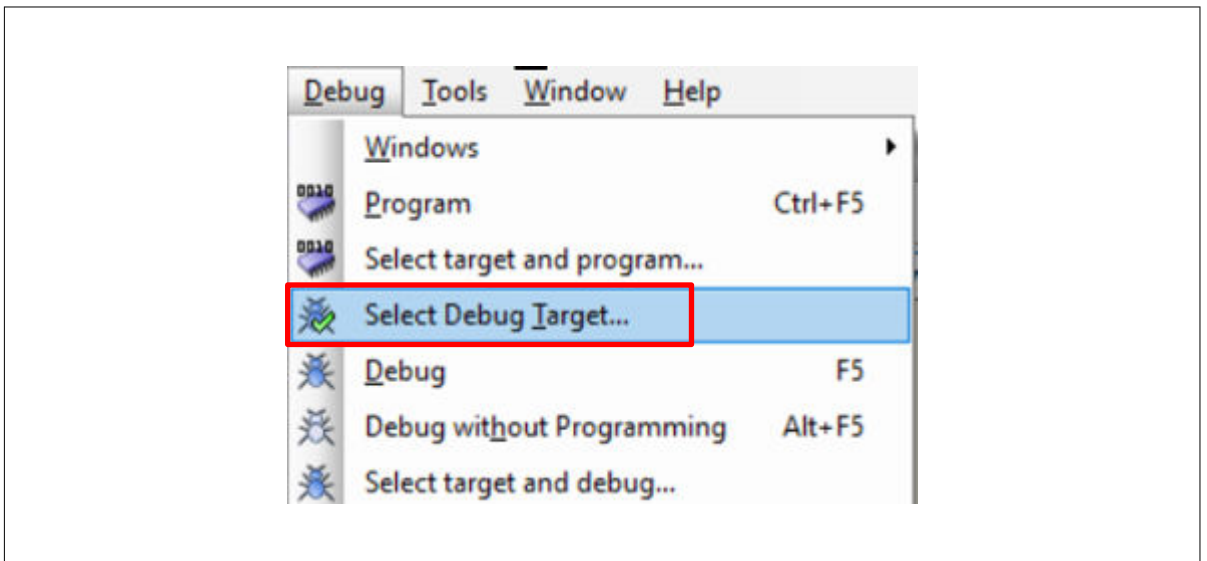 Debug Tools Window Help
Windows
Program Ctrl+F5
Select target and program...
Select Debug Target...
Debug F5
Debug without Programming Alt+F5
Select target and debug...